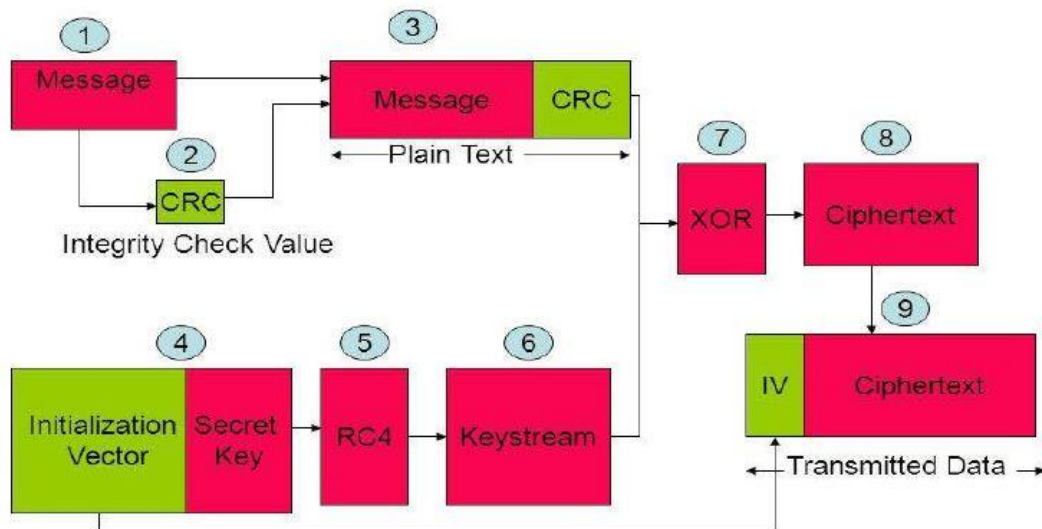 1
Message
2
CRC
Integrity Check Value
3
Message
CRC
Plain Text
4
Initialization
Vector
Secret
Key
5
RC4
6
Keystream
7
XOR
8
Ciphertext
9
IV
Ciphertext
Transmitted Data